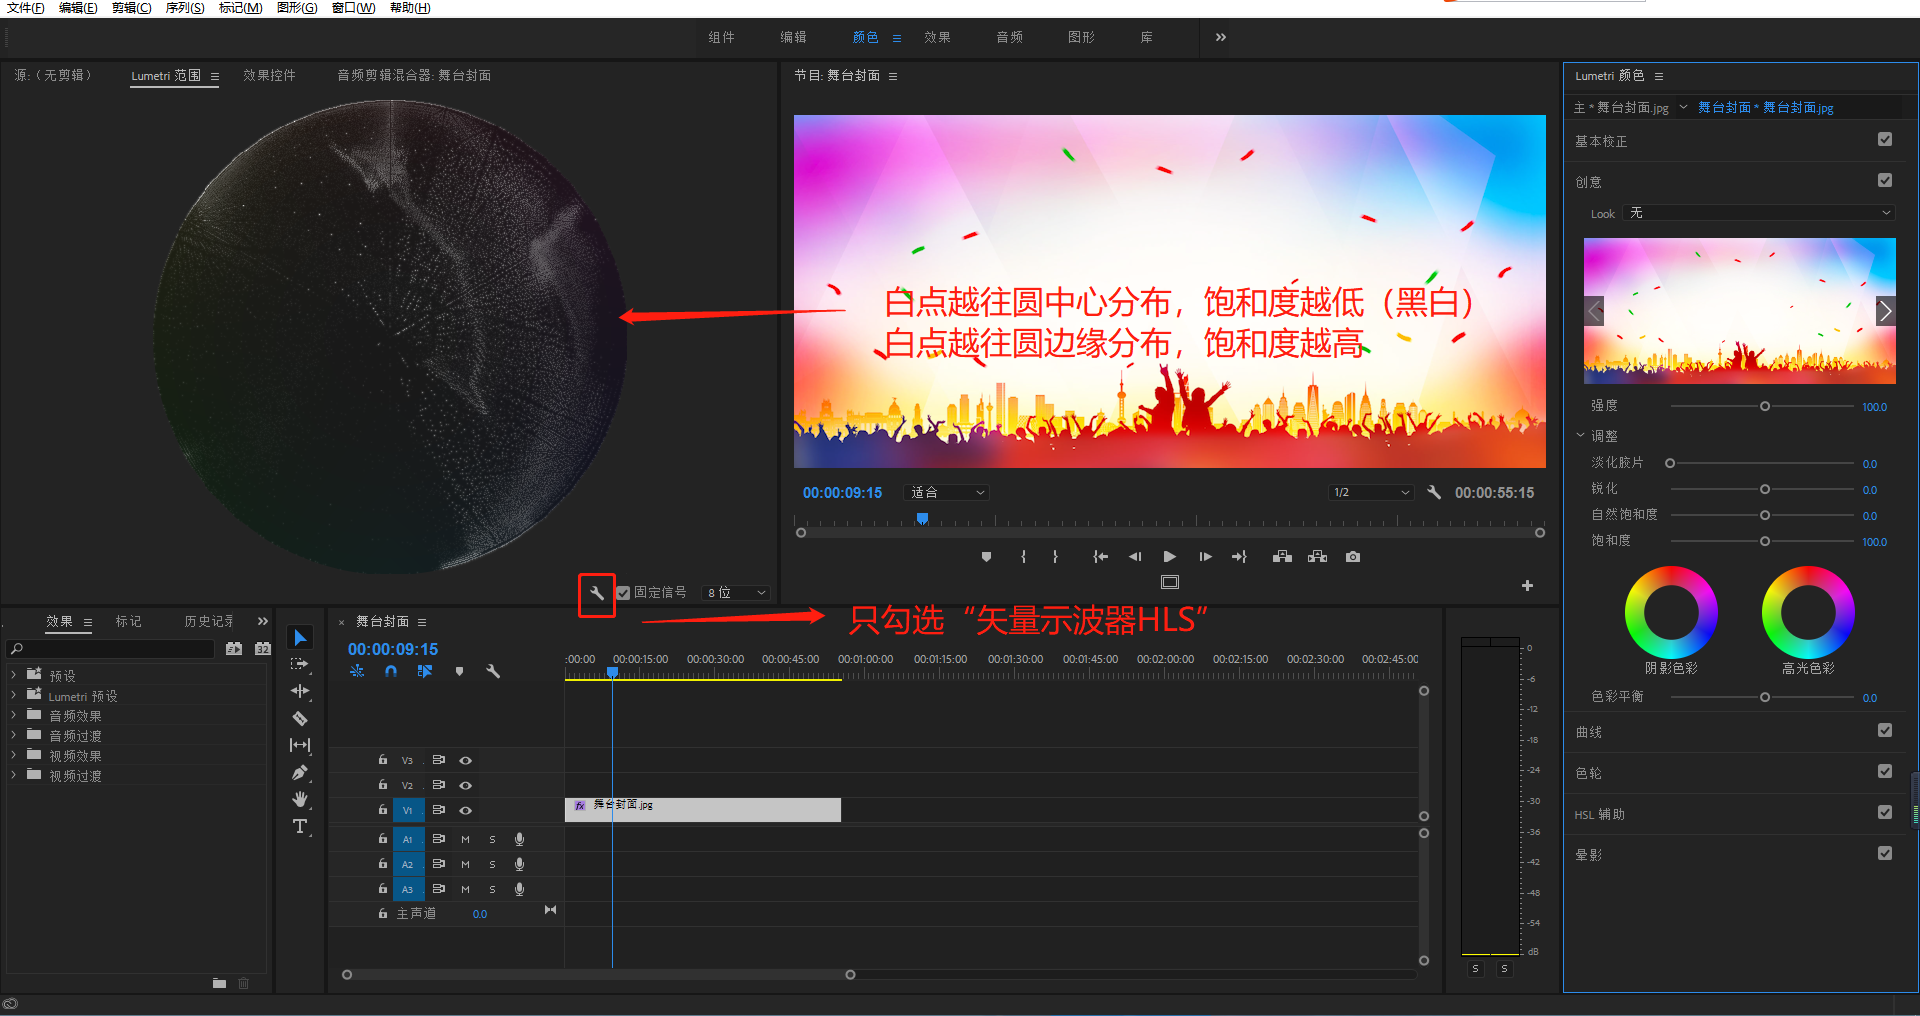 文件(F) 编辑(E) 剪辑(C) 序列(S) 标记(M) 图形(G) 窗口(W) 帮助(H)
组件 编辑 颜色 效果 音频 图形 库
源:（无剪辑） Lumetri 范围 效果控件 音频剪辑混合器: 舞台封面
节目: 舞台封面
白点越往圆中心分布，饱和度越低（黑白）
白点越往圆边缘分布，饱和度越高
00:00:09:15 适合 1/2 00:00:55:15
固定信号 8 位
只勾选“矢量示波器HLS”
Lumetri 颜色
主 * 舞台封面.jpg 舞台封面 * 舞台封面.jpg
基本校正
创意
Look 无
强度 100.0
调整
淡化胶片 0.0
锐化 0.0
自然饱和度 0.0
饱和度 100.0
阴影色彩 高光色彩
色彩平衡 0.0
曲线
色轮
HSL 辅助
晕影
效果 标记 历史记录
32
预设
Lumetri 预设
音频效果
音频过渡
视频效果
视频过渡
× 舞台封面
00:00:09:15
:00:00 00:00:15:00 00:00:30:00 00:00:45:00 00:01:00:00 00:01:15:00 00:01:30:00 00:01:45:00 00:02:00:00 00:02:15:00 00:02:30:00 00:02:45:00
V3
V2
V1 fx 舞台封面.jpg
A1 M S
A2 M S
A3 M S
主声道 0.0
0
-6
-12
-18
-24
-30
-36
-42
-48
-54
dB
S S